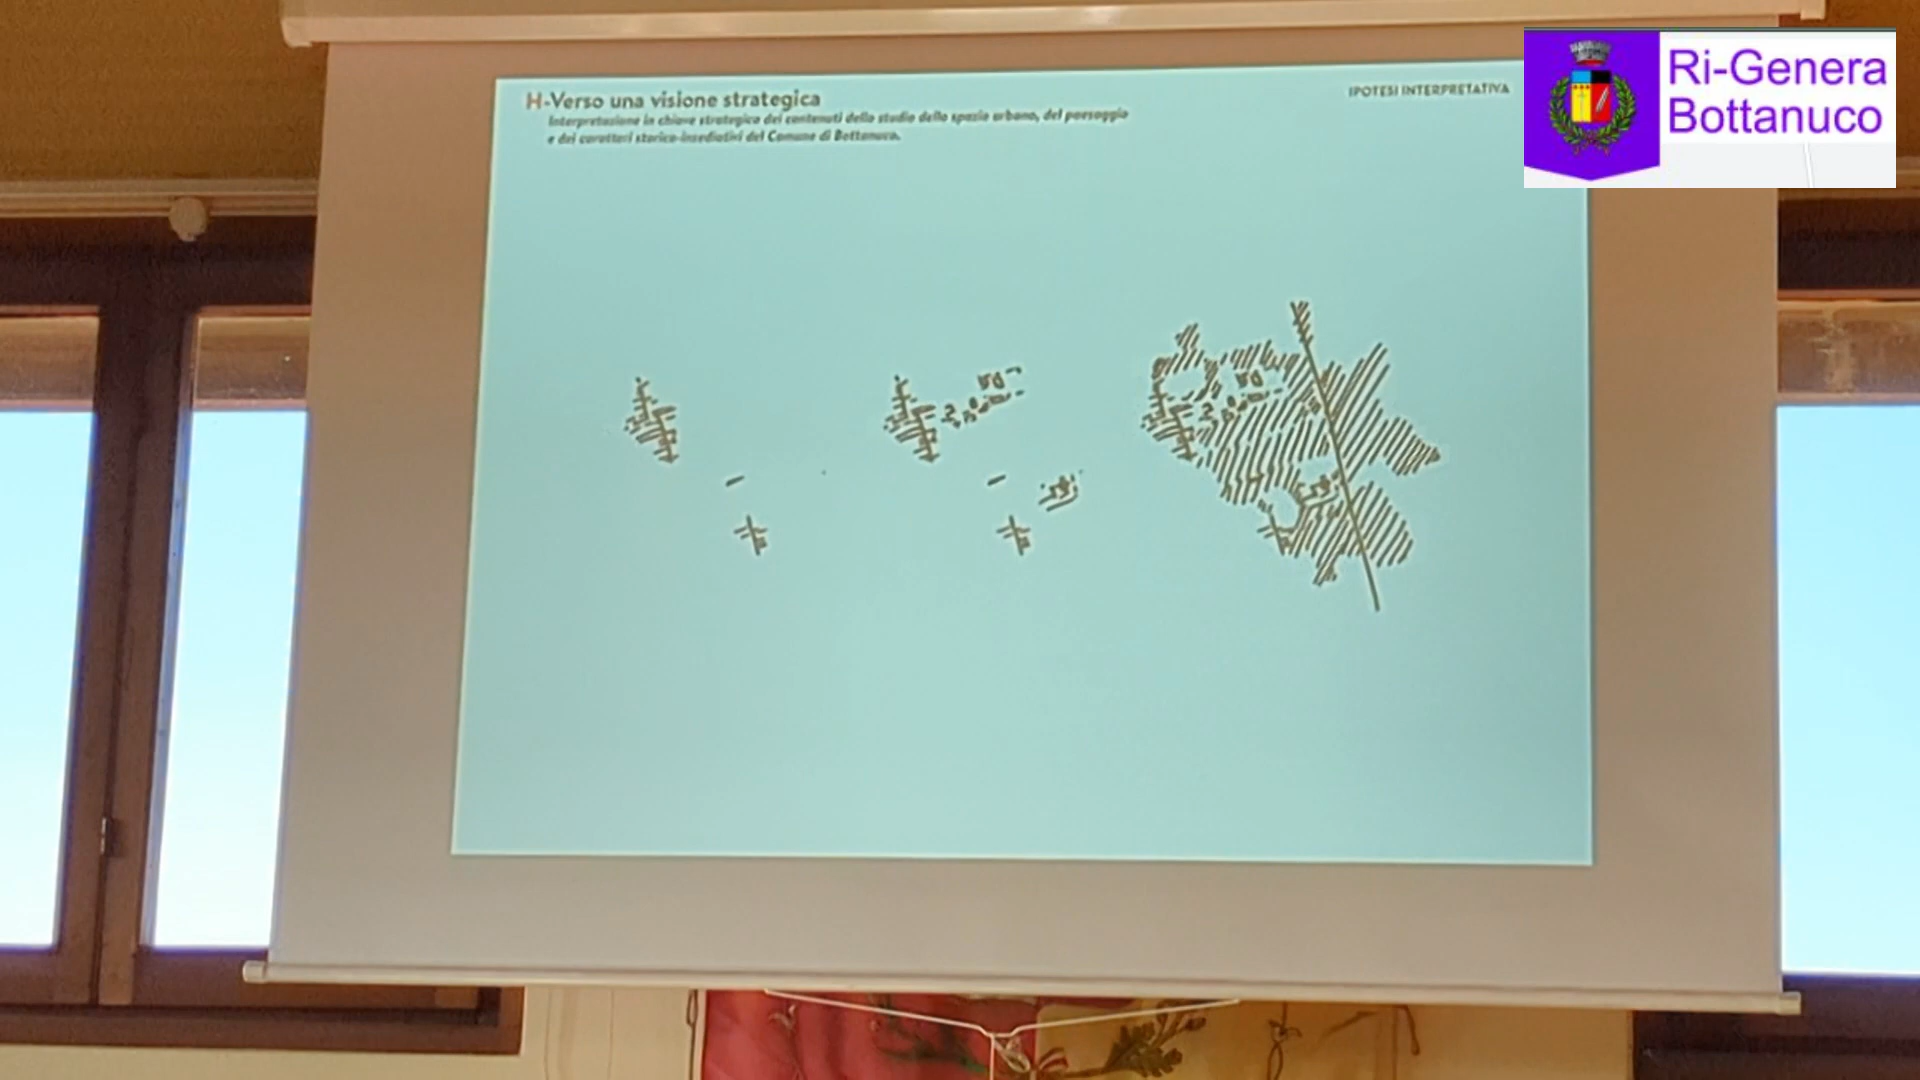 H-Verso una visione strategica
Interpretazione in chiave strategica dei contenuti dello studio dello spazio urbano, del paesaggio
e dei caratteri storico-insediativi del Comune di Bottanuco.
IPOTESI INTERPRETATIVA
Ri-Genera
Bottanuco